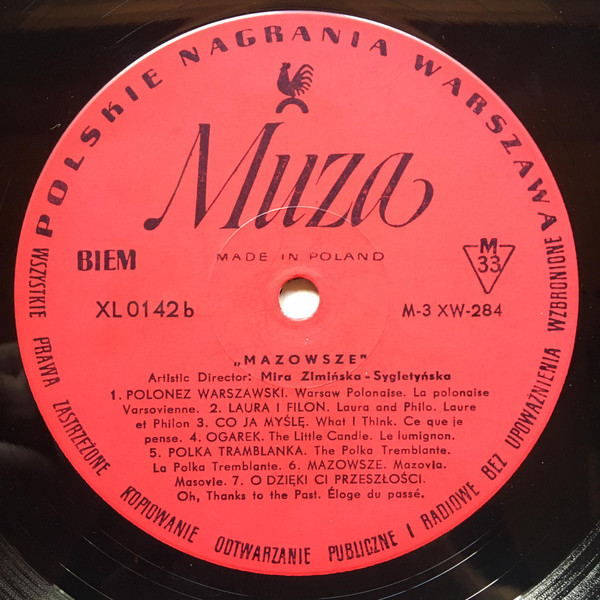 POLSKIE NAGRANIA WARSZAWA
Muza
BIEM
MADE IN POLAND
M
33
XL 0142 b
M-3 XW-284
„MAZOWSZE"
Artistic Director: Mira Zimińska-Sygietyńska
1. POLONEZ WARSZAWSKI. Warsaw Polonaise. La polonaise
Varsovienne. 2. LAURA I FILON. Laura and Philo. Laure
et Philon 3. CO JA MYŚLĘ. What I Think. Ce que je
pense. 4. OGAREK. The Little Candle. Le lumignon.
5. POLKA TRAMBLANKA. The Polka Tremblante.
La Polka Tremblante. 6. MAZOWSZE. Mazovia.
Masovie. 7. O DZIĘKI CI PRZESZŁOŚCI.
Oh, Thanks to the Past. Éloge du passé.
WSZYSTKIE PRAWA ZASTRZEŻONE KOPIOWANIE ODTWARZANIE PUBLICZNE I RADIOWE BEZ UPOWAŻNIENIA WZBRONIONE